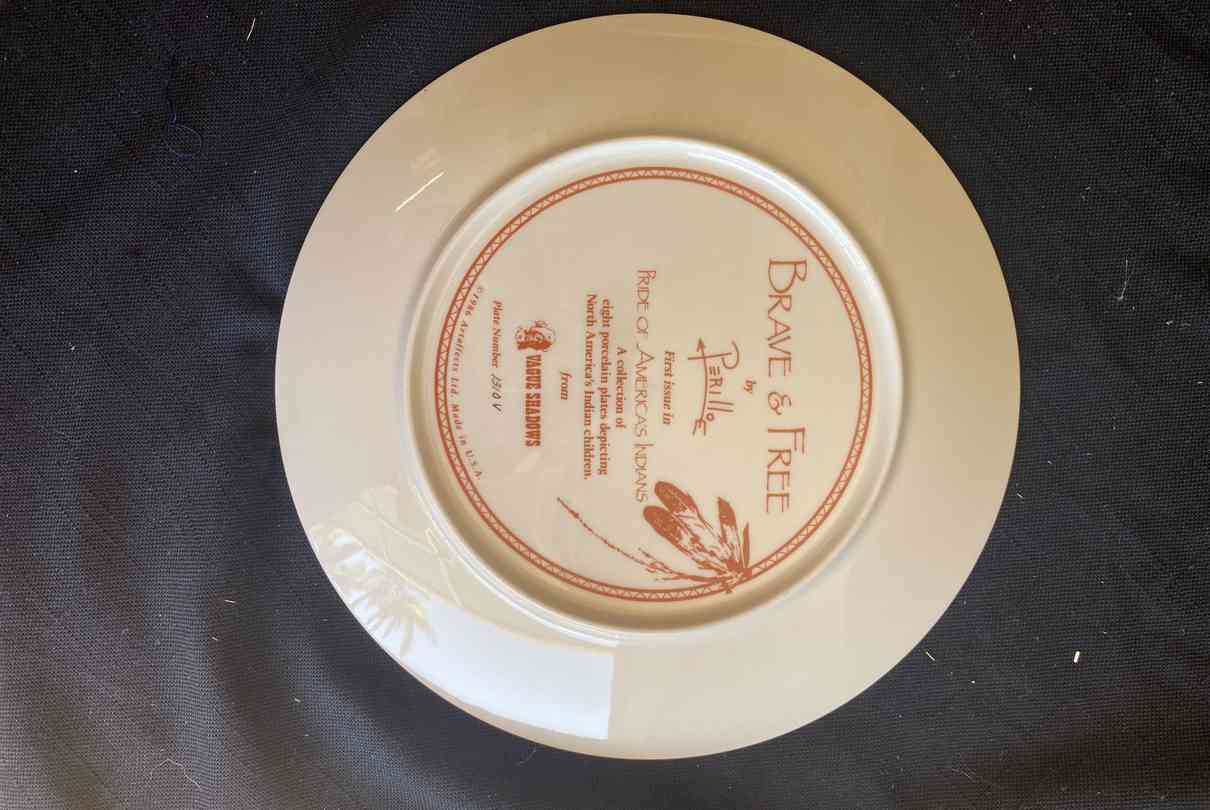 BRAVE & FREE
by
PERILLO
First issue in
PRIDE OF AMERICA'S INDIANS
A collection of
eight porcelain plates depicting
North America's Indian children.
from
VAGUE SHADOWS
Plate Number 1510 V
© 1986 Artaffects Ltd. Made in U.S.A.